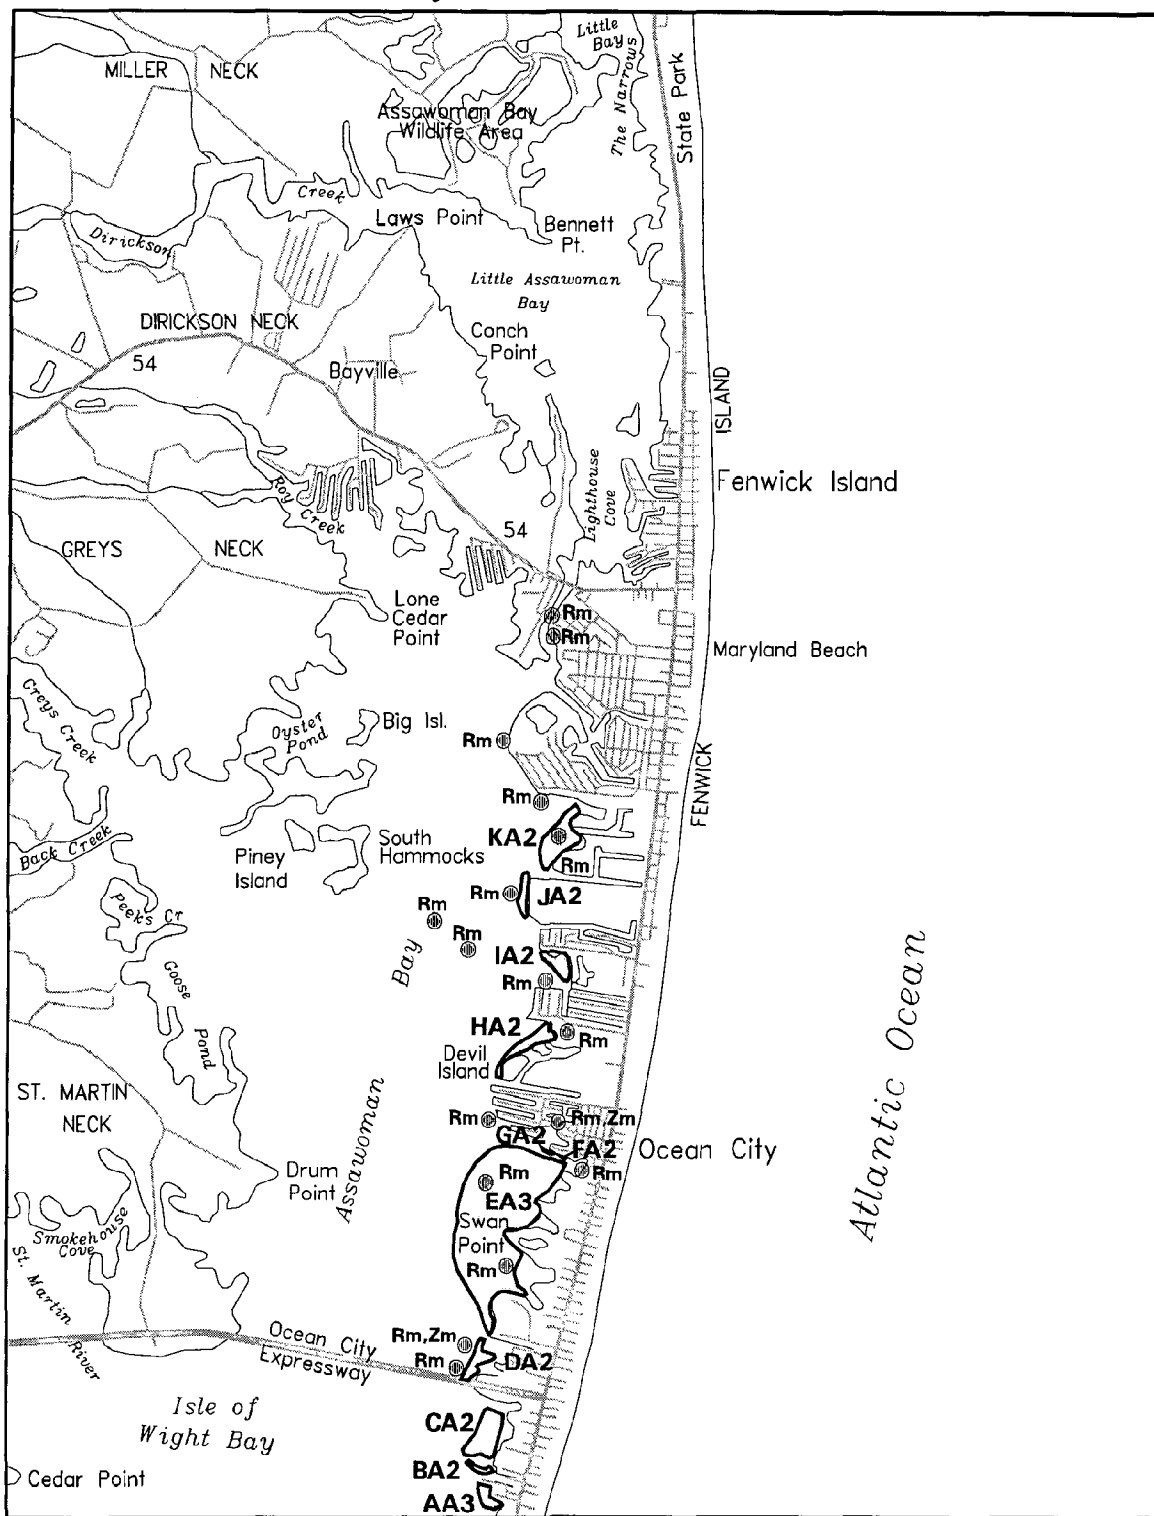 Little
Bay
The Narrows
State Park
MILLER NECK
Assawoman Bay
Wildlife Area
Creek
Laws Point
Bennett
Pt.
Dirickson
Little Assawoman
Bay
DIRICKSON NECK
Conch
Point
54
Bayville
ISLAND
Fenwick Island
Lighthouse
Cove
Roy
Creek
54
GREYS NECK
Lone
Cedar
Point
Rm
Rm
Maryland Beach
Greys Creek
Oyster
Pond
Big Isl.
Rm
FENWICK
Rm
KA2
South
Hammocks
Back Creek
Piney
Island
Rm
Rm
JA2
Peek's Cr
Rm
Rm
IA2
Bay
Goose
Pond
Rm
HA2
Rm
Devil
Island
Atlantic Ocean
ST. MARTIN
NECK
Rm
Rm,Zm
GA2
FA2
Ocean City
Assawoman
Drum
Point
Rm
Rm
EA3
Swan
Point
Smokehouse
Cove
Rm
St. Martin
River
Ocean City
Expressway
Rm,Zm
Rm
DA2
Isle of
Wight Bay
CA2
BA2
Cedar Point
AA3